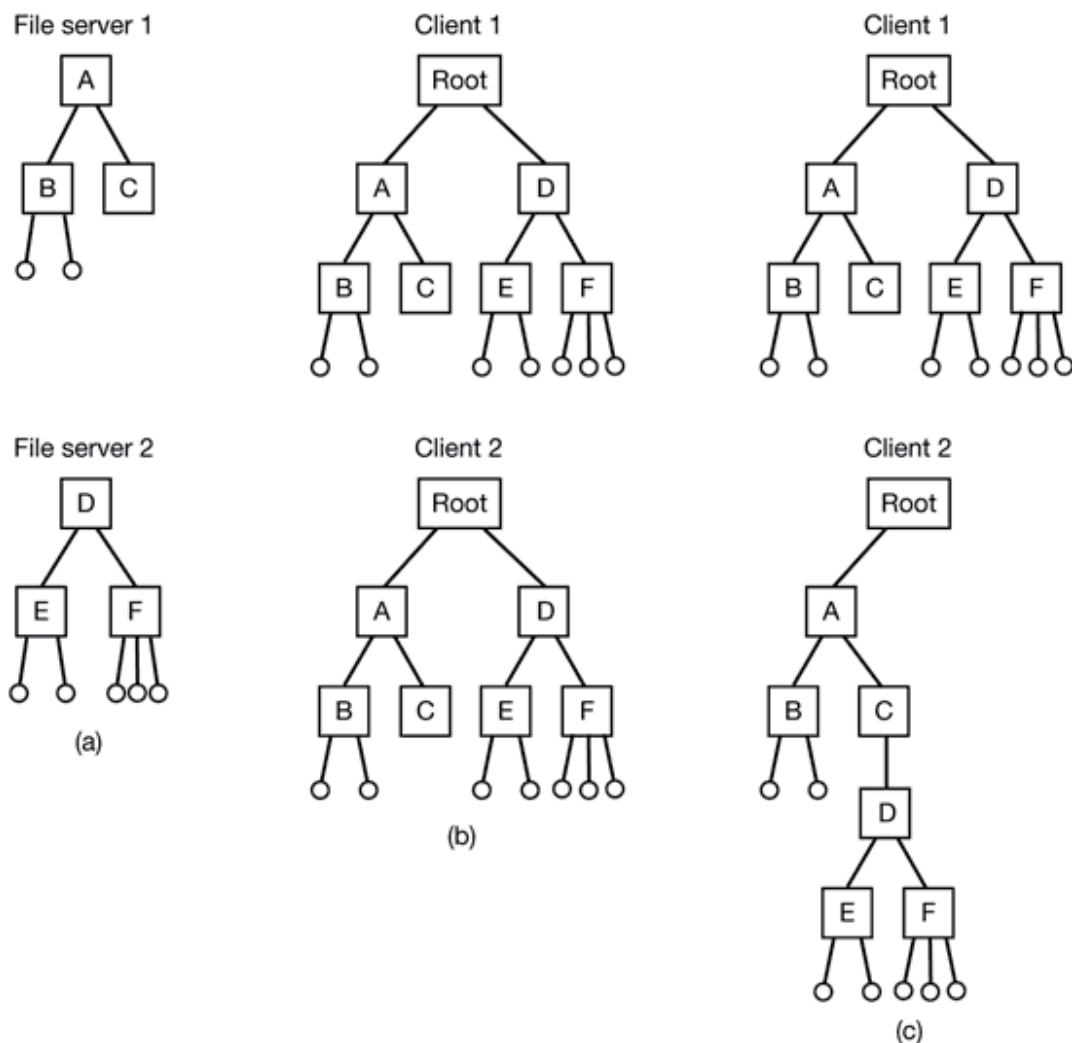 File server 1
A
B C
Client 1
Root
A D
B C E F
Client 1
Root
A D
B C E F
File server 2
D
E F
(a)
Client 2
Root
A D
B C E F
(b)
Client 2
Root
A
B C
D
E F
(c)